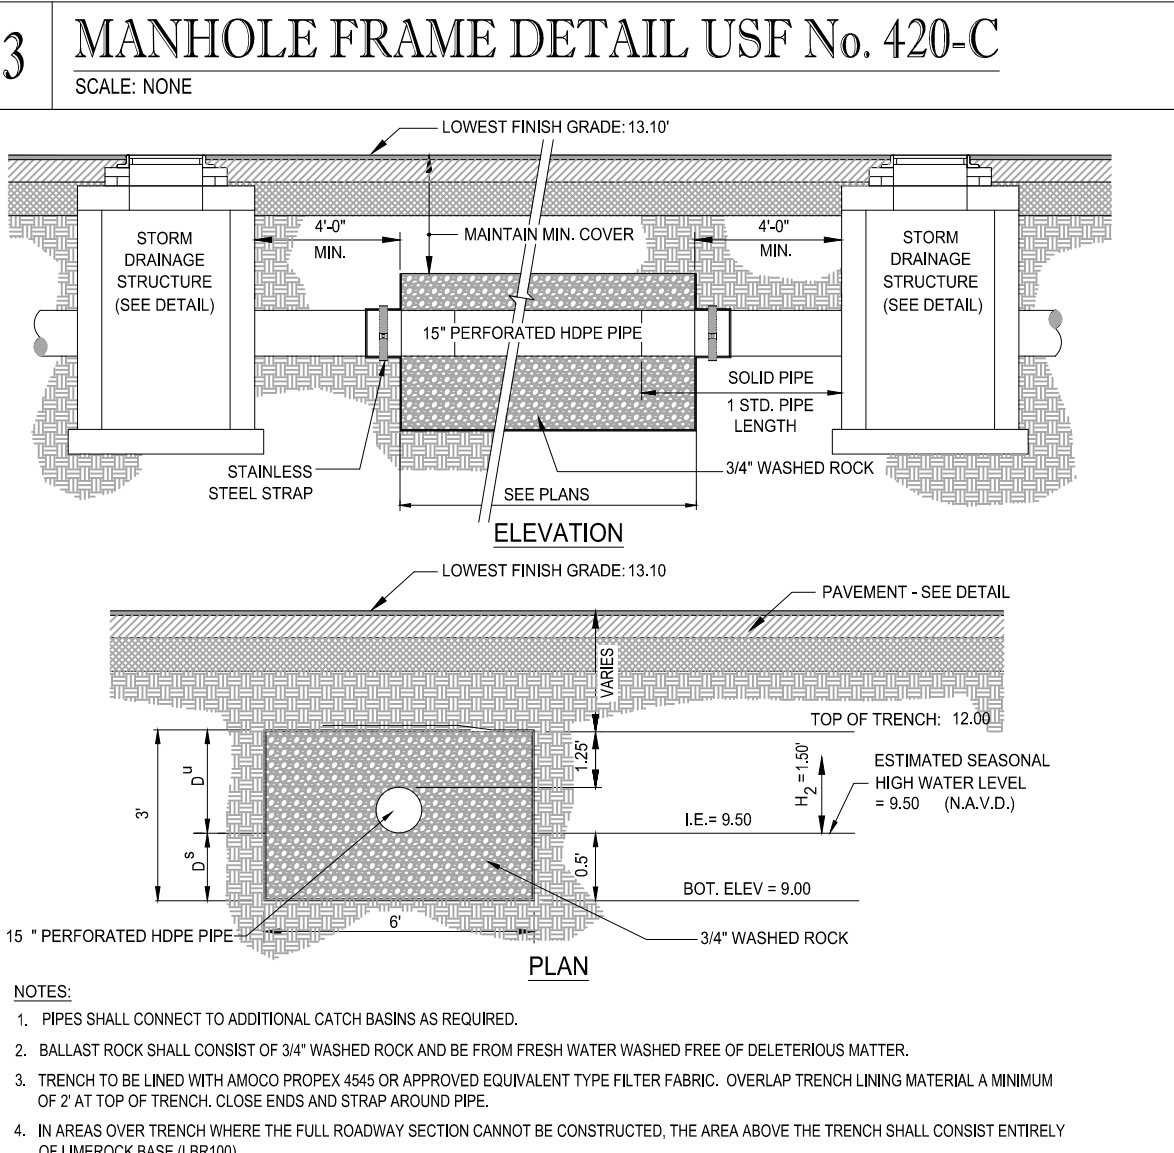 3
MANHOLE FRAME DETAIL USF No. 420-C
SCALE: NONE
LOWEST FINISH GRADE: 13.10'
STORM
DRAINAGE
STRUCTURE
(SEE DETAIL)
4'-0"
MIN.
MAINTAIN MIN. COVER
4'-0"
MIN.
STORM
DRAINAGE
STRUCTURE
(SEE DETAIL)
15" PERFORATED HDPE PIPE
SOLID PIPE
1 STD. PIPE
LENGTH
STAINLESS
STEEL STRAP
3/4" WASHED ROCK
SEE PLANS
ELEVATION
LOWEST FINISH GRADE: 13.10
PAVEMENT - SEE DETAIL
VARIES
TOP OF TRENCH: 12.00
3'
Du
Ds
1.25'
H2 =1.50'
ESTIMATED SEASONAL
HIGH WATER LEVEL
= 9.50 (N.A.V.D.)
I.E.= 9.50
0.5'
BOT. ELEV = 9.00
6'
15 " PERFORATED HDPE PIPE
3/4" WASHED ROCK
PLAN
NOTES:
1. PIPES SHALL CONNECT TO ADDITIONAL CATCH BASINS AS REQUIRED.
2. BALLAST ROCK SHALL CONSIST OF 3/4" WASHED ROCK AND BE FROM FRESH WATER WASHED FREE OF DELETERIOUS MATTER.
3. TRENCH TO BE LINED WITH AMOCO PROPEX 4545 OR APPROVED EQUIVALENT TYPE FILTER FABRIC. OVERLAP TRENCH LINING MATERIAL A MINIMUM
OF 2' AT TOP OF TRENCH. CLOSE ENDS AND STRAP AROUND PIPE.
4. IN AREAS OVER TRENCH WHERE THE FULL ROADWAY SECTION CANNOT BE CONSTRUCTED, THE AREA ABOVE THE TRENCH SHALL CONSIST ENTIRELY
OF LIMEROCK BASE (LBR100)